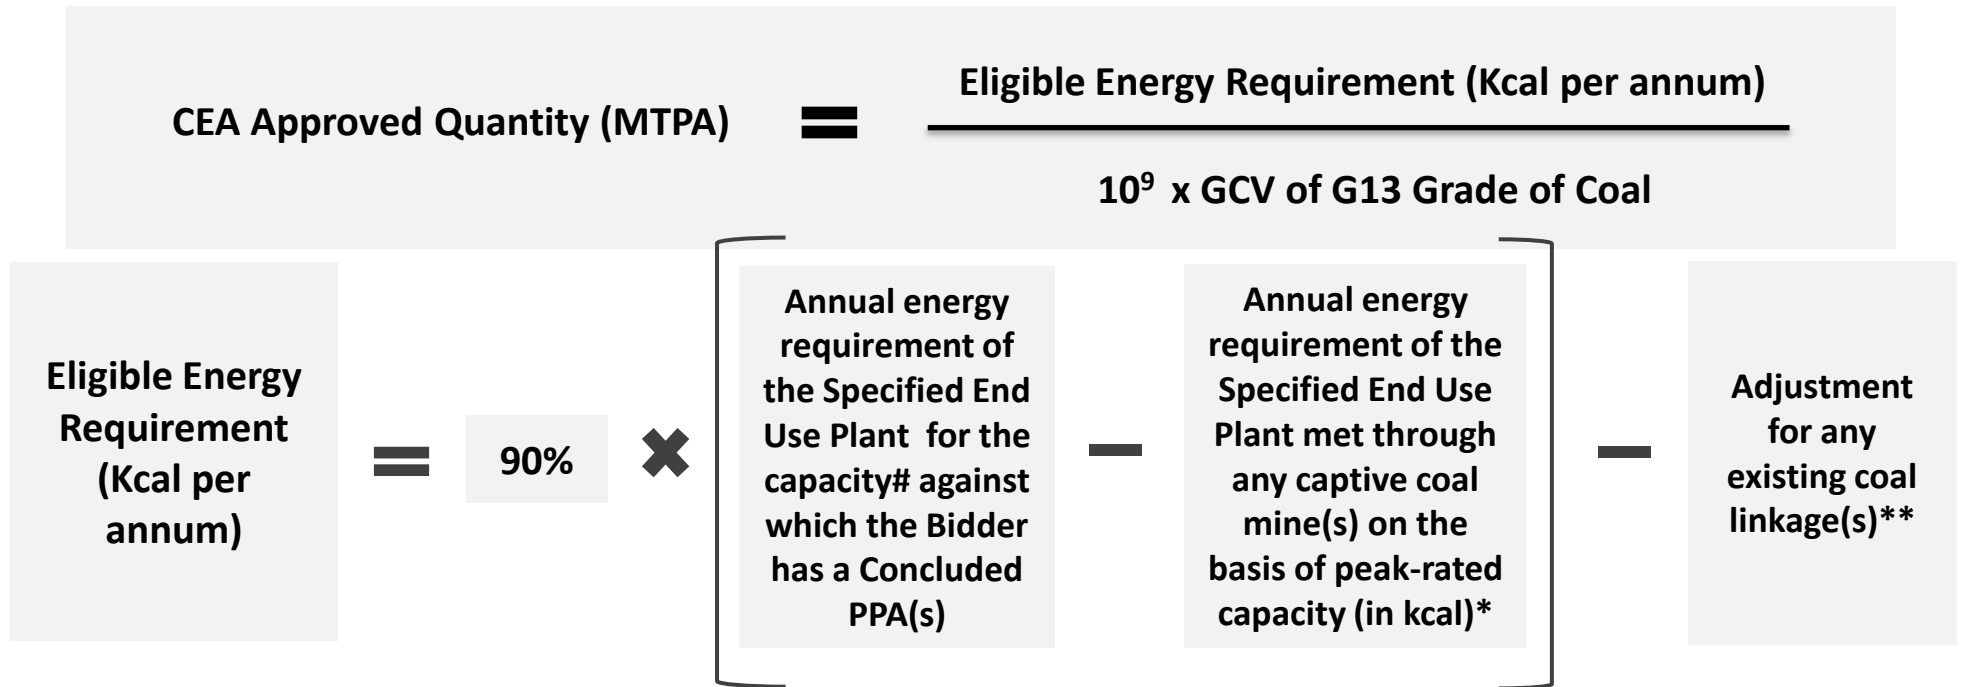 Eligible Energy Requirement (Kcal per annum)
CEA Approved Quantity (MTPA) =
10⁹ x GCV of G13 Grade of Coal
Eligible Energy
Requirement
(Kcal per
annum)
=
90%
✖
Annual energy
requirement of
the Specified End
Use Plant for the
capacity# against
which the Bidder
has a Concluded
PPA(s)
−
Annual energy
requirement of the
Specified End Use
Plant met through
any captive coal
mine(s) on the
basis of peak-rated
capacity (in kcal)*
−
Adjustment
for any
existing coal
linkage(s)**